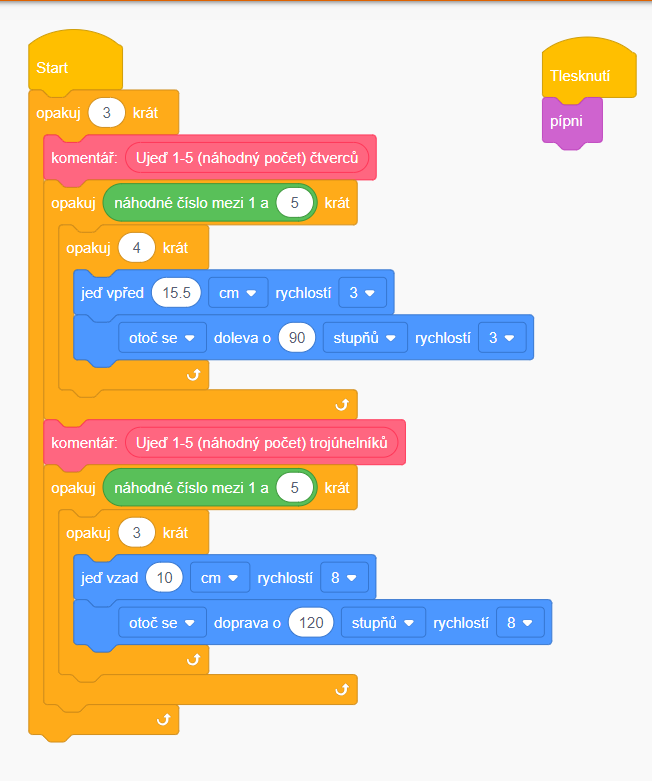 Start
opakuj 3 krát
komentář: Ujeď 1-5 (náhodný počet) čtverců
opakuj náhodné číslo mezi 1 a 5 krát
opakuj 4 krát
jeď vpřed 15.5 cm rychlostí 3
otoč se doleva o 90 stupňů rychlostí 3
komentář: Ujeď 1-5 (náhodný počet) trojúhelníků
opakuj náhodné číslo mezi 1 a 5 krát
opakuj 3 krát
jeď vzad 10 cm rychlostí 8
otoč se doprava o 120 stupňů rychlostí 8
Tlesknutí
pípni